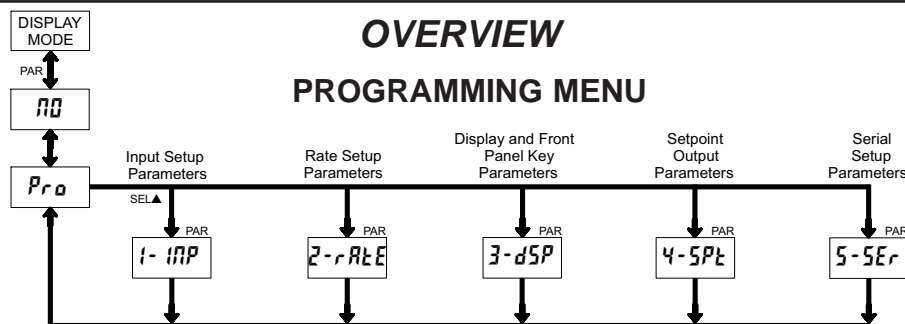 DISPLAY
MODE
OVERVIEW
PAR
PROGRAMMING MENU
NO
Pro
Input Setup
Parameters
Rate Setup
Parameters
Display and Front
Panel Key
Parameters
Setpoint
Output
Parameters
Serial
Setup
Parameters
SEL▲
PAR
PAR
PAR
PAR
PAR
1-INP
2-rAtE
3-dSP
4-SPt
5-SEr